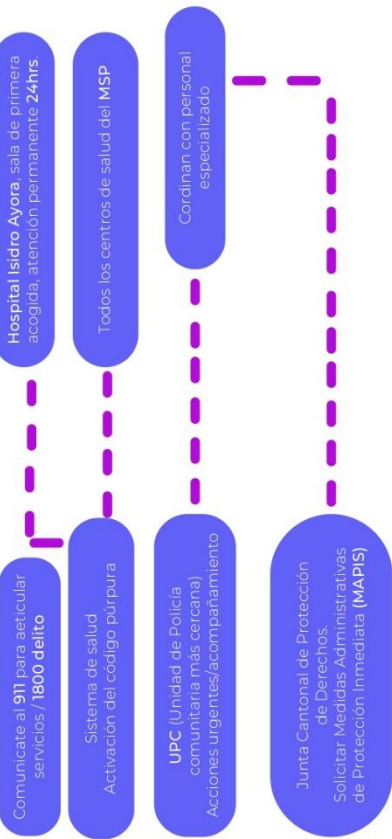 Comunicate al 911 para aeticular
servicios / 1800 delito
Hospital Isidro Ayora, sala de primera
acogida, atención permanente 24hrs.
Sistema de salud
Activación del código púrpura
Todos los centros de salud del MSP
UPC (Unidad de Policía
comunitaria más cercana)
Acciones urgentes/acompañamiento
Cordinan con personal
especializado
Junta Cantonal de Protección
de Derechos.
Solicitar Medidas Administrativas
de Protección Inmediata (MAPIS)